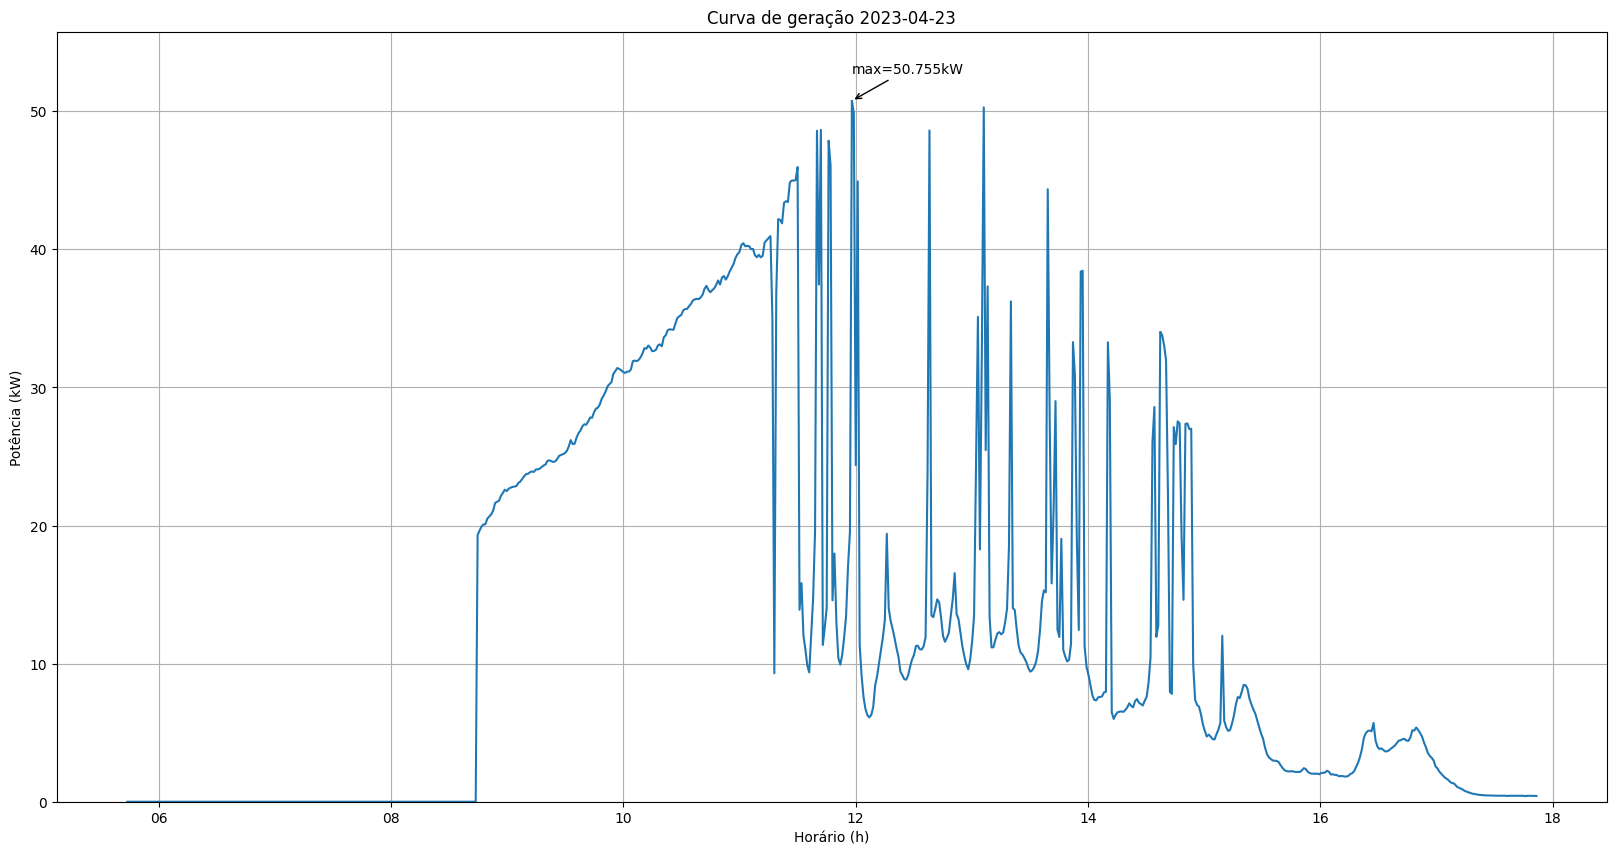 Curva de geração 2023-04-23
max=50.755kW
Potência (kW)
50
40
30
20
10
0
06 08 10 12 14 16 18
Horário (h)